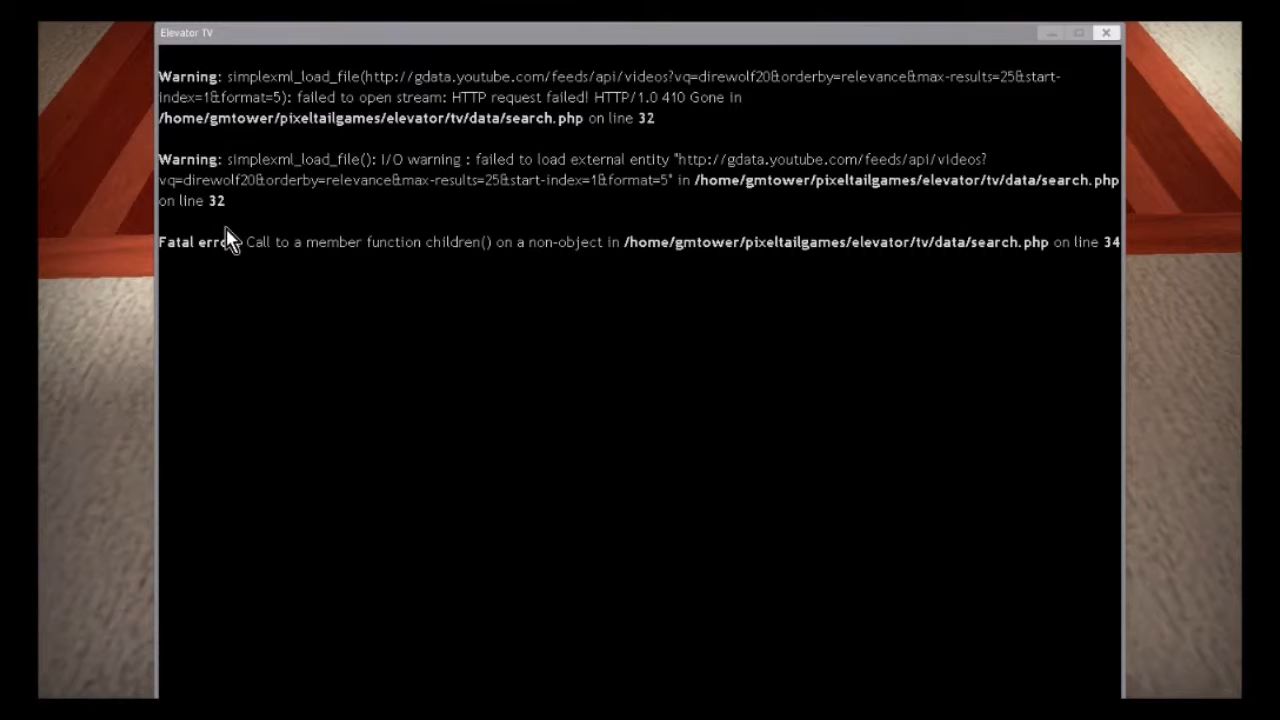 Elevator TV
Warning: simplexml_load_file(http://gdata.youtube.com/feeds/api/videos?vq=direwolf20&orderby=relevance&max-results=25&start-
index=1&format=5): failed to open stream: HTTP request failed! HTTP/1.0 410 Gone in
/home/gmtower/pixeltailgames/elevator/tv/data/search.php on line 32
Warning: simplexml_load_file(): I/O warning : failed to load external entity "http://gdata.youtube.com/feeds/api/videos?
vq=direwolf20&orderby=relevance&max-results=25&start-index=1&format=5" in /home/gmtower/pixeltailgames/elevator/tv/data/search.php
on line 32
Fatal error: Call to a member function children() on a non-object in /home/gmtower/pixeltailgames/elevator/tv/data/search.php on line 34